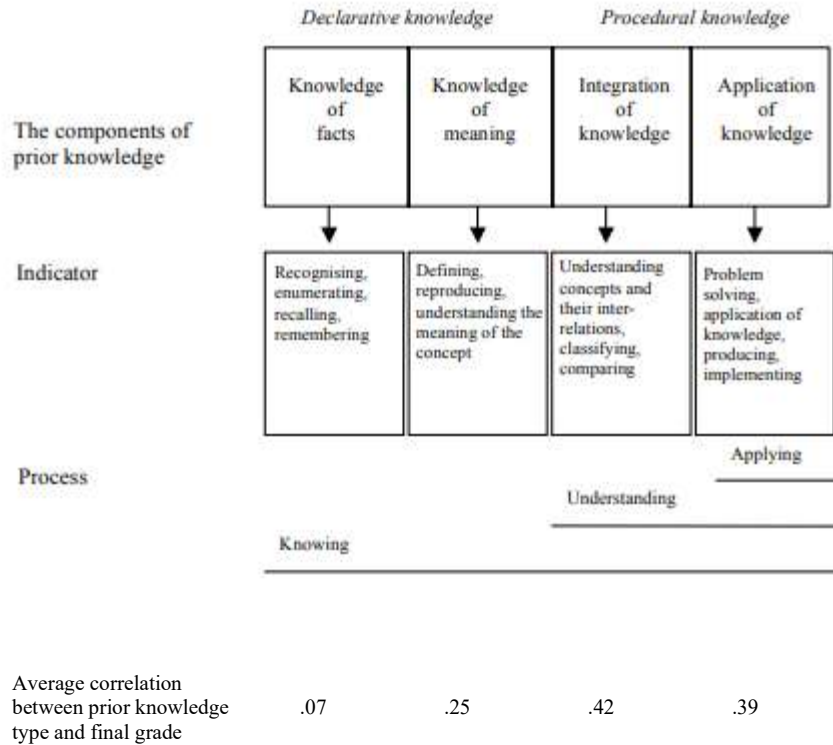 Declarative knowledge
Procedural knowledge
The components of
prior knowledge
Knowledge
of
facts
Knowledge
of
meaning
Integration
of
knowledge
Application
of
knowledge
Indicator
Recognising,
enumerating,
recalling,
remembering
Defining,
reproducing,
understanding the
meaning of the
concept
Understanding
concepts and
their inter-
relations,
classifying,
comparing
Problem
solving,
application of
knowledge,
producing,
implementing
Process
Applying
Understanding
Knowing
Average correlation
between prior knowledge
type and final grade
.07
.25
.42
.39